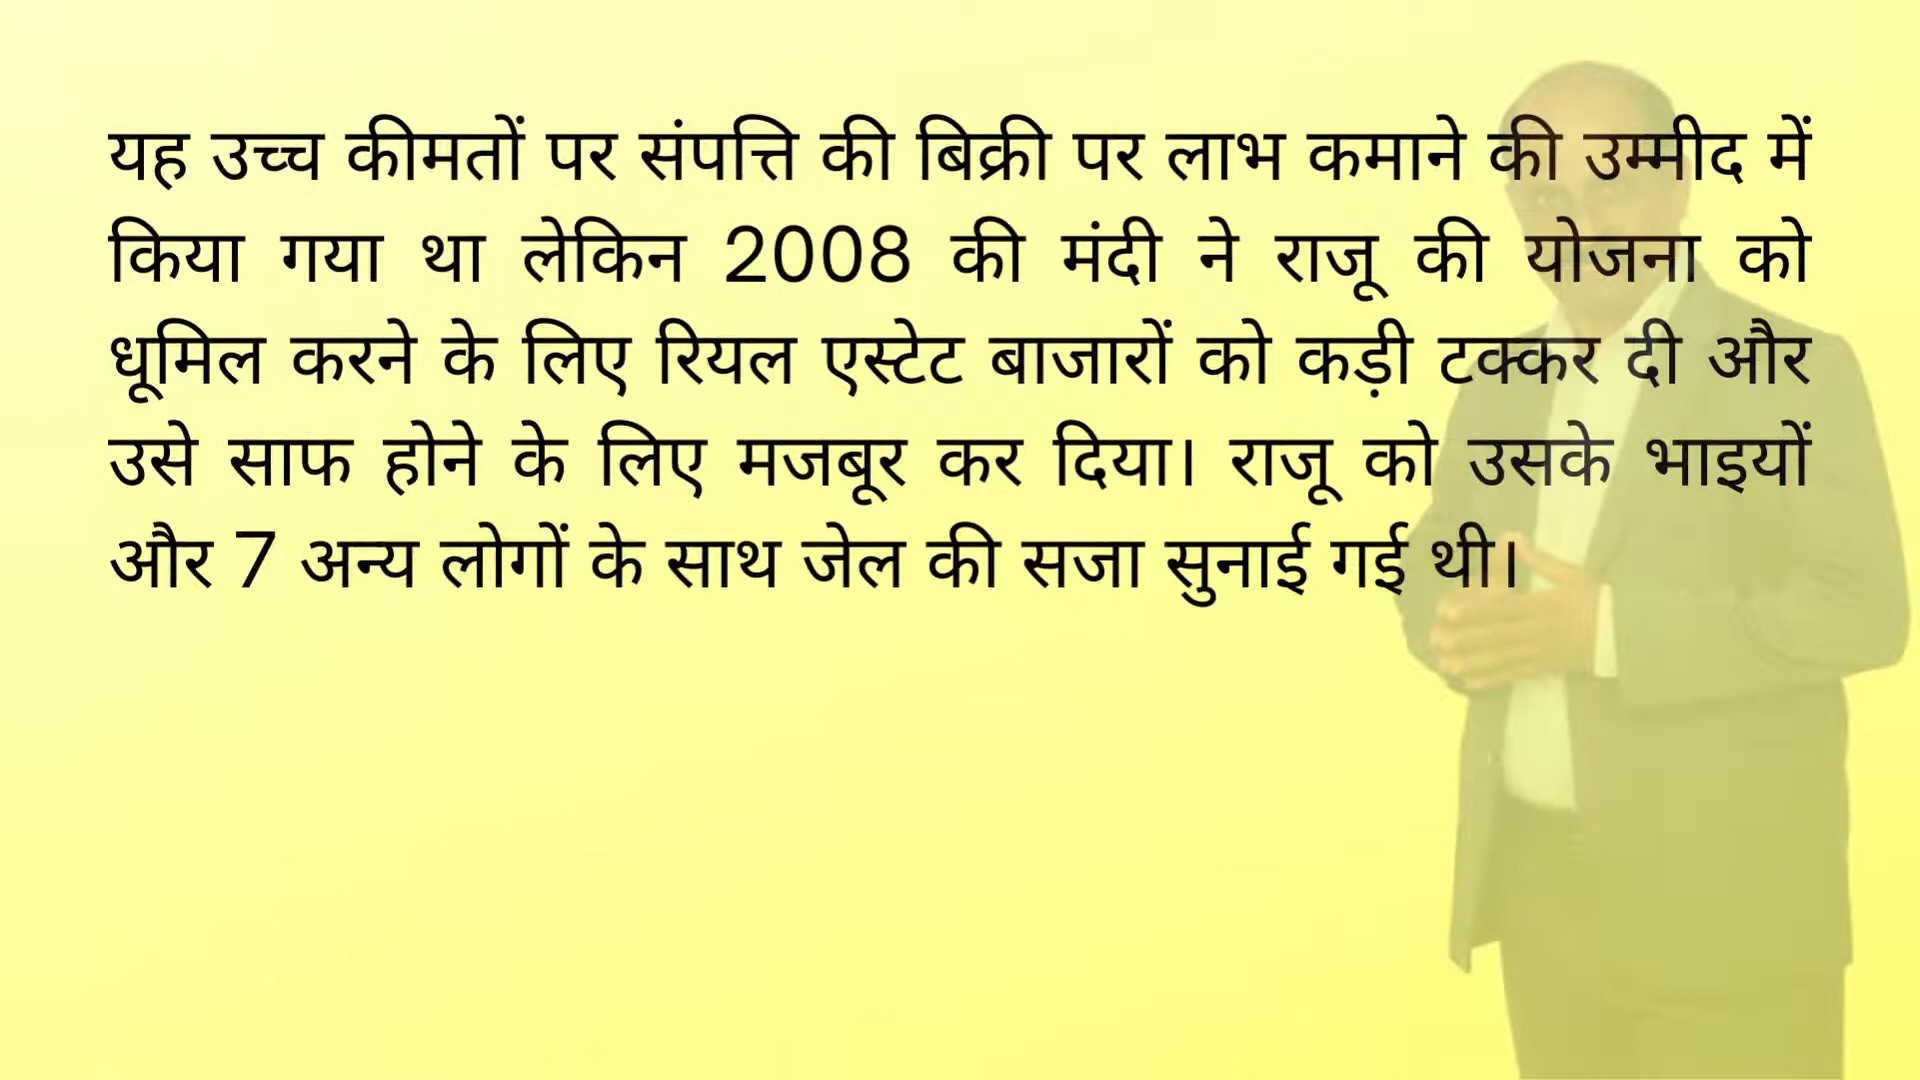 यह उच्च कीमतों पर संपत्ति की बिक्री पर लाभ कमाने की उम्मीद में
किया गया था लेकिन 2008 की मंदी ने राजू की योजना को
धूमिल करने के लिए रियल एस्टेट बाजारों को कड़ी टक्कर दी और
उसे साफ होने के लिए मजबूर कर दिया। राजू को उसके भाइयों
और 7 अन्य लोगों के साथ जेल की सजा सुनाई गई थी।